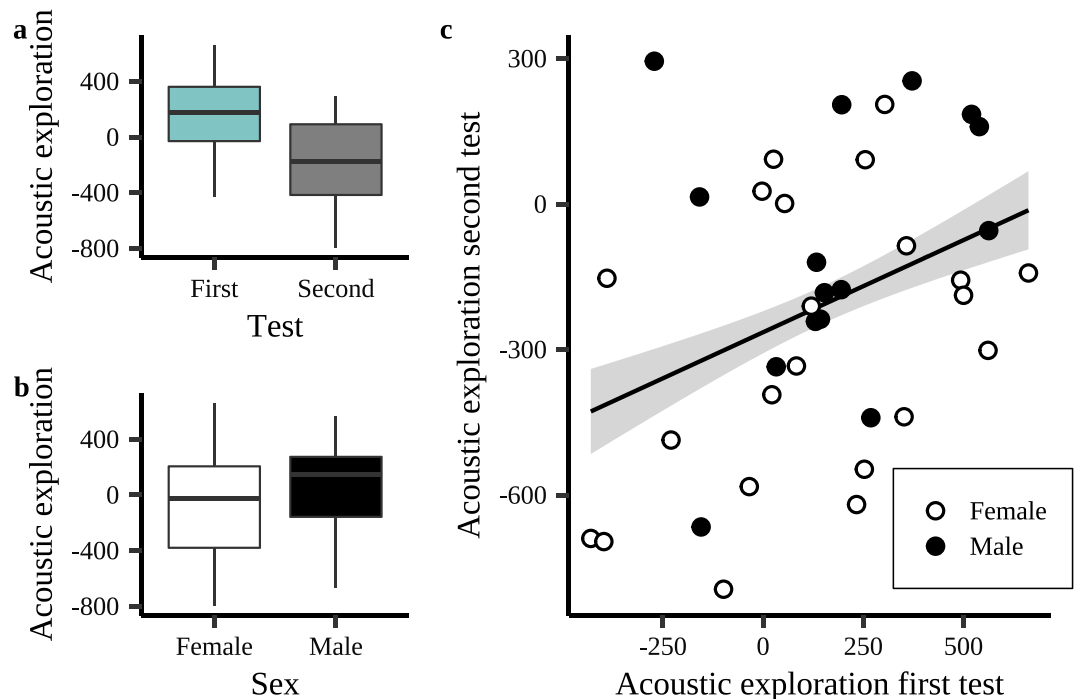 a
Acoustic exploration
400
0
-400
-800
First Second
Test
b
Acoustic exploration
400
0
-400
-800
Female Male
Sex
c
Acoustic exploration second test
300
0
-300
-600
Female
Male
-250 0 250 500
Acoustic exploration first test